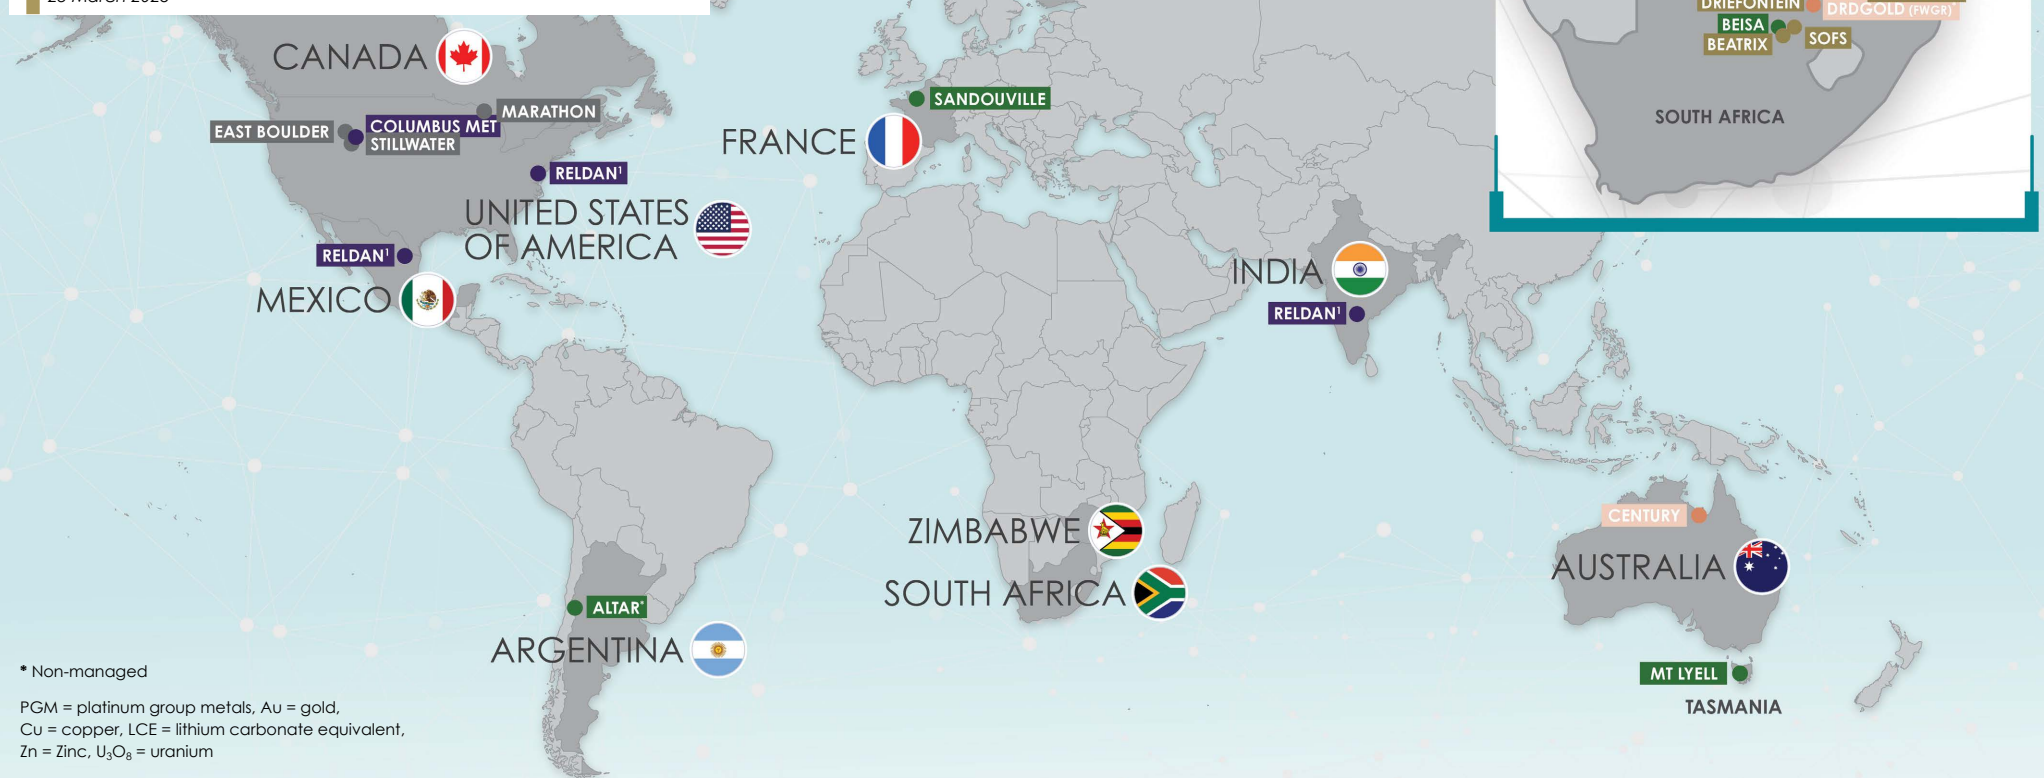 CANADA
MARATHON
EAST BOULDER
COLUMBUS MET
STILLWATER
RELDAN¹
UNITED STATES
OF AMERICA
RELDAN¹
MEXICO
SANDOUVILLE
FRANCE
DRIEFONTEIN
DRDGOLD (FWGR)*
BEISA
BEATRIX
SOFS
SOUTH AFRICA
INDIA
RELDAN¹
ZIMBABWE
SOUTH AFRICA
CENTURY
AUSTRALIA
ALTAR*
ARGENTINA
MT LYELL
TASMANIA
* Non-managed
PGM = platinum group metals, Au = gold,
Cu = copper, LCE = lithium carbonate equivalent,
Zn = Zinc, U₃O₈ = uranium